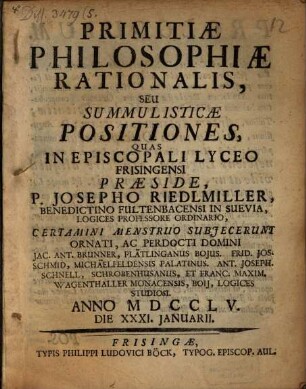 PRIMITIÆ
PHILOSOPHIÆ
RATIONALIS,
SEU
SUMMULISTICÆ
POSITIONES,
QUAS
IN EPISCOPALI LYCEO
FRISINGENSI
PRÆSIDE,
P. JOSEPHO RIEDLMILLER,
BENEDICTINO FULTENBACENSI IN SUEVIA,
LOGICES PROFESSORE ORDINARIO,
CERTAMINI MENSTRUO SUBJECERUNT
ORNATI, AC PERDOCTI DOMINI
JAC. ANT. BRUNNER, FLÄTLINGANUS BOJUS. FRID. JOS.
SCHMID, MICHAELFELDENSIS PALATINUS. ANT. JOSEPH.
SCHNELL, SCHROBENHUSANUS, ET FRANC. MAXIM.
WAGENTHALLER MONACENSIS, BOIJ, LOGICES
STUDIOSI.
ANNO MDCCLV.
DIE XXXI. JANUARII.
FRISINGÆ,
TYPIS PHILIPPI LUDOVICI BÖCK, TYPOG. EPISCOP. AUL.